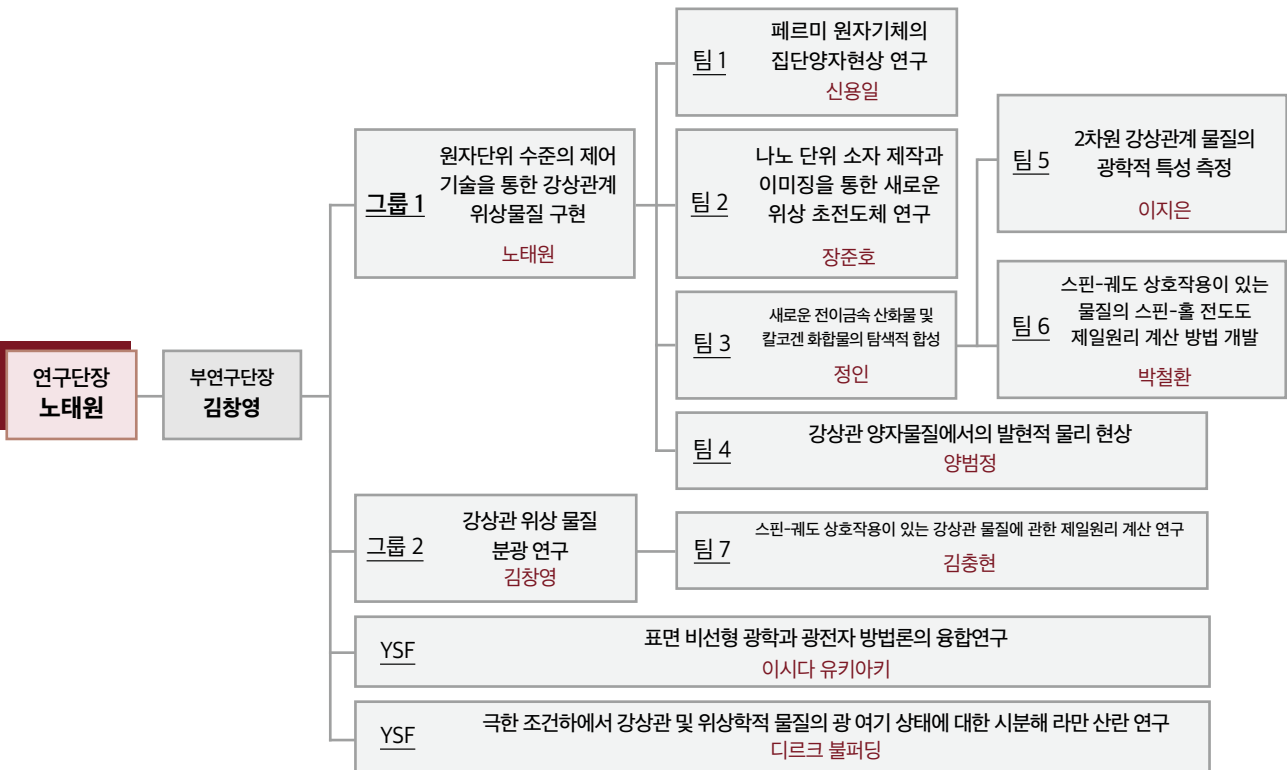 연구단장
노태원
부연구단장
김창영
그룹 1
원자단위 수준의 제어
기술을 통한 강상관계
위상물질 구현
노태원
팀 1
페르미 원자기체의
집단양자현상 연구
신용일
팀 2
나노 단위 소자 제작과
이미징을 통한 새로운
위상 초전도체 연구
장준호
팀 3
새로운 전이금속 산화물 및
칼코겐 화합물의 탐색적 합성
정인
팀 4
강상관 양자물질에서의 발현적 물리 현상
양범정
팀 5
2차원 강상관계 물질의
광학적 특성 측정
이지은
팀 6
스핀-궤도 상호작용이 있는
물질의 스핀-홀 전도도
제일원리 계산 방법 개발
박철환
그룹 2
강상관 위상 물질
분광 연구
김창영
팀 7
스핀-궤도 상호작용이 있는 강상관 물질에 관한 제일원리 계산 연구
김충현
YSF
표면 비선형 광학과 광전자 방법론의 융합연구
이시다 유키아키
YSF
극한 조건하에서 강상관 및 위상학적 물질의 광 여기 상태에 대한 시분해 라만 산란 연구
디르크 불퍼딩